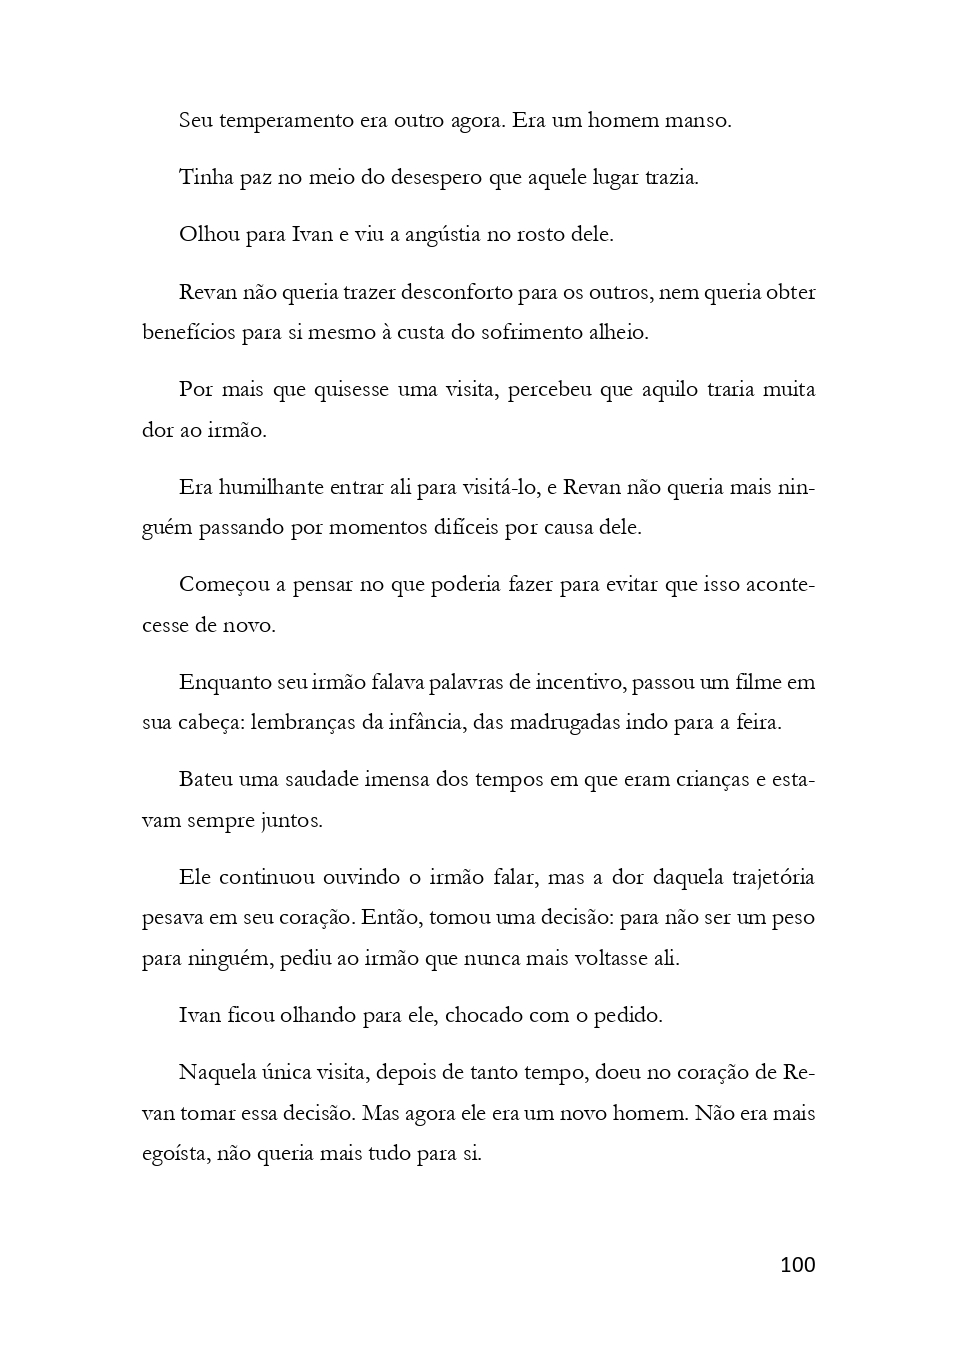 Seu temperamento era outro agora. Era um homem manso.
Tinha paz no meio do desespero que aquele lugar trazia.
Olhou para Ivan e viu a angústia no rosto dele.
Revan não queria trazer desconforto para os outros, nem queria obter
benefícios para si mesmo à custa do sofrimento alheio.
Por mais que quisesse uma visita, percebeu que aquilo traria muita
dor ao irmão.
Era humilhante entrar ali para visitá-lo, e Revan não queria mais nin-
guém passando por momentos difíceis por causa dele.
Começou a pensar no que poderia fazer para evitar que isso aconte-
cesse de novo.
Enquanto seu irmão falava palavras de incentivo, passou um filme em
sua cabeça: lembranças da infância, das madrugadas indo para a feira.
Bateu uma saudade imensa dos tempos em que eram crianças e esta-
vam sempre juntos.
Ele continuou ouvindo o irmão falar, mas a dor daquela trajetória
pesava em seu coração. Então, tomou uma decisão: para não ser um peso
para ninguém, pediu ao irmão que nunca mais voltasse ali.
Ivan ficou olhando para ele, chocado com o pedido.
Naquela única visita, depois de tanto tempo, doeu no coração de Re-
van tomar essa decisão. Mas agora ele era um novo homem. Não era mais
egoísta, não queria mais tudo para si.
100